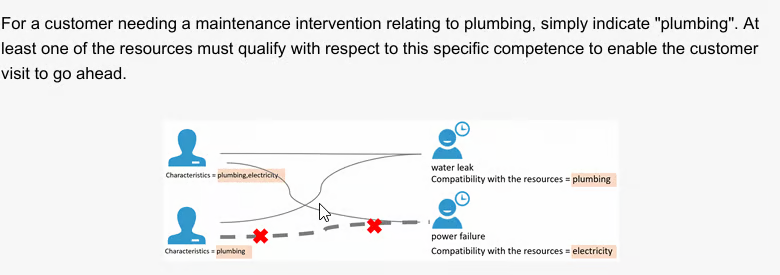 For a customer needing a maintenance intervention relating to plumbing, simply indicate "plumbing". At
least one of the resources must qualify with respect to this specific competence to enable the customer
visit to go ahead.
water leak
Characteristics = plumbing,electricity
Compatibility with the resources = plumbing
power failure
Characteristics = plumbing
Compatibility with the resources = electricity